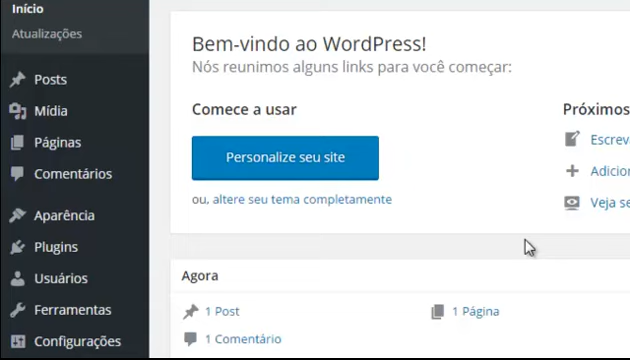 Início
Atualizações
Posts
Mídia
Páginas
Comentários
Aparência
Plugins
Usuários
Ferramentas
Configurações
Bem-vindo ao WordPress!
Nós reunimos alguns links para você começar:
Comece a usar
Personalize seu site
ou, altere seu tema completamente
Próximos
Veja
Agora
1 Post
1 Página
1 Comentário